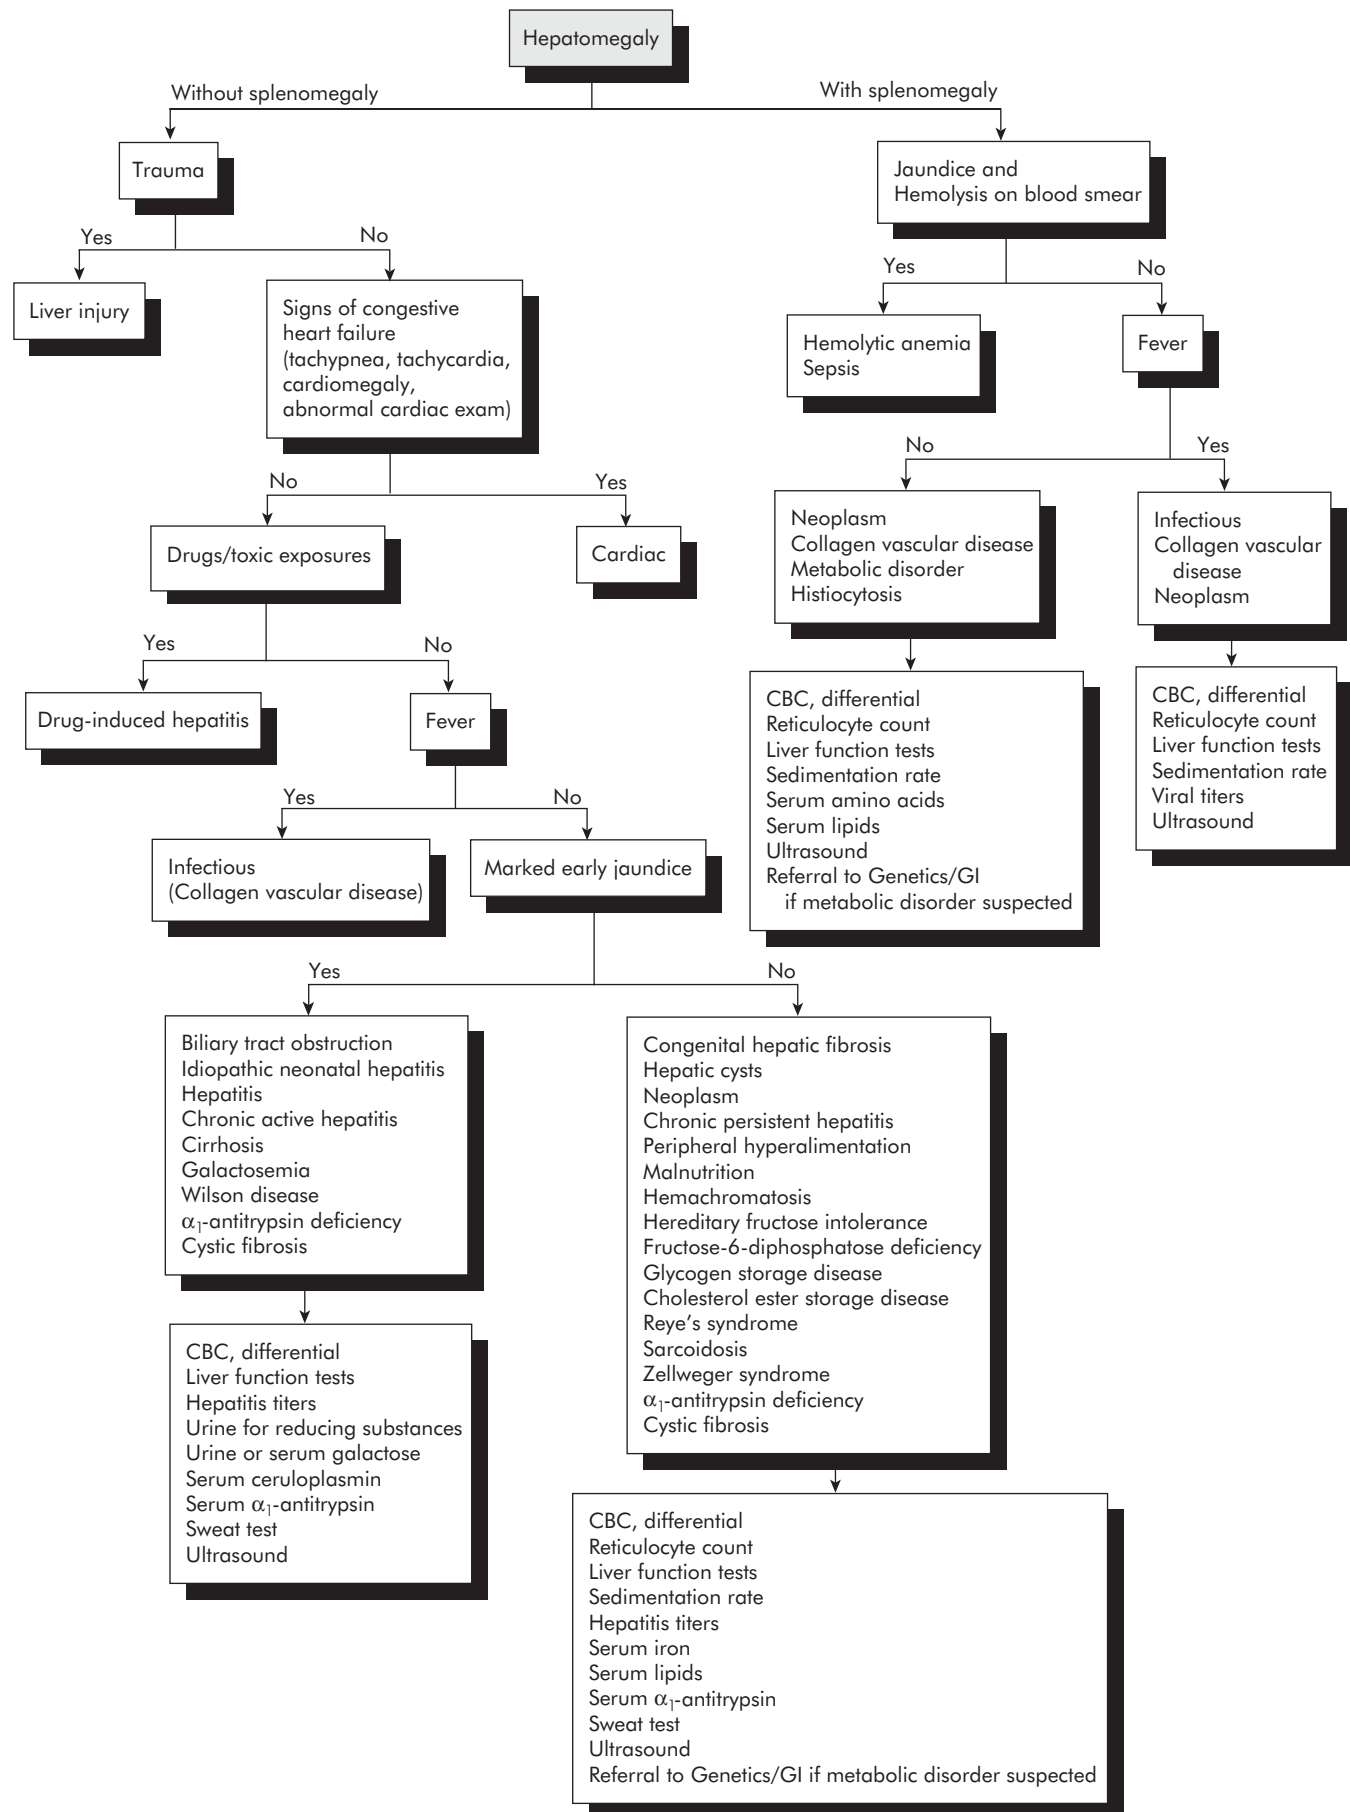 Hepatomegaly
Without splenomegaly
With splenomegaly
Trauma
Jaundice and
Hemolysis on blood smear
Yes
No
Liver injury
Signs of congestive
heart failure
(tachypnea, tachycardia,
cardiomegaly,
abnormal cardiac exam)
Yes
No
Hemolytic anemia
Sepsis
Fever
No
Yes
Drugs/toxic exposures
Cardiac
No
Yes
Neoplasm
Collagen vascular disease
Metabolic disorder
Histiocytosis
Infectious
Collagen vascular
disease
Neoplasm
Yes
No
Drug-induced hepatitis
Fever
CBC, differential
Reticulocyte count
Liver function tests
Sedimentation rate
Serum amino acids
Serum lipids
Ultrasound
Referral to Genetics/GI
if metabolic disorder suspected
CBC, differential
Reticulocyte count
Liver function tests
Sedimentation rate
Viral titers
Ultrasound
Yes
No
Infectious
(Collagen vascular disease)
Marked early jaundice
Yes
No
Biliary tract obstruction
Idiopathic neonatal hepatitis
Hepatitis
Chronic active hepatitis
Cirrhosis
Galactosemia
Wilson disease
α₁-antitrypsin deficiency
Cystic fibrosis
Congenital hepatic fibrosis
Hepatic cysts
Neoplasm
Chronic persistent hepatitis
Peripheral hyperalimentation
Malnutrition
Hemachromatosis
Hereditary fructose intolerance
Fructose-6-diphosphatose deficiency
Glycogen storage disease
Cholesterol ester storage disease
Reye's syndrome
Sarcoidosis
Zellweger syndrome
α₁-antitrypsin deficiency
Cystic fibrosis
CBC, differential
Liver function tests
Hepatitis titers
Urine for reducing substances
Urine or serum galactose
Serum ceruloplasmin
Serum α₁-antitrypsin
Sweat test
Ultrasound
CBC, differential
Reticulocyte count
Liver function tests
Sedimentation rate
Hepatitis titers
Serum iron
Serum lipids
Serum α₁-antitrypsin
Sweat test
Ultrasound
Referral to Genetics/GI if metabolic disorder suspected